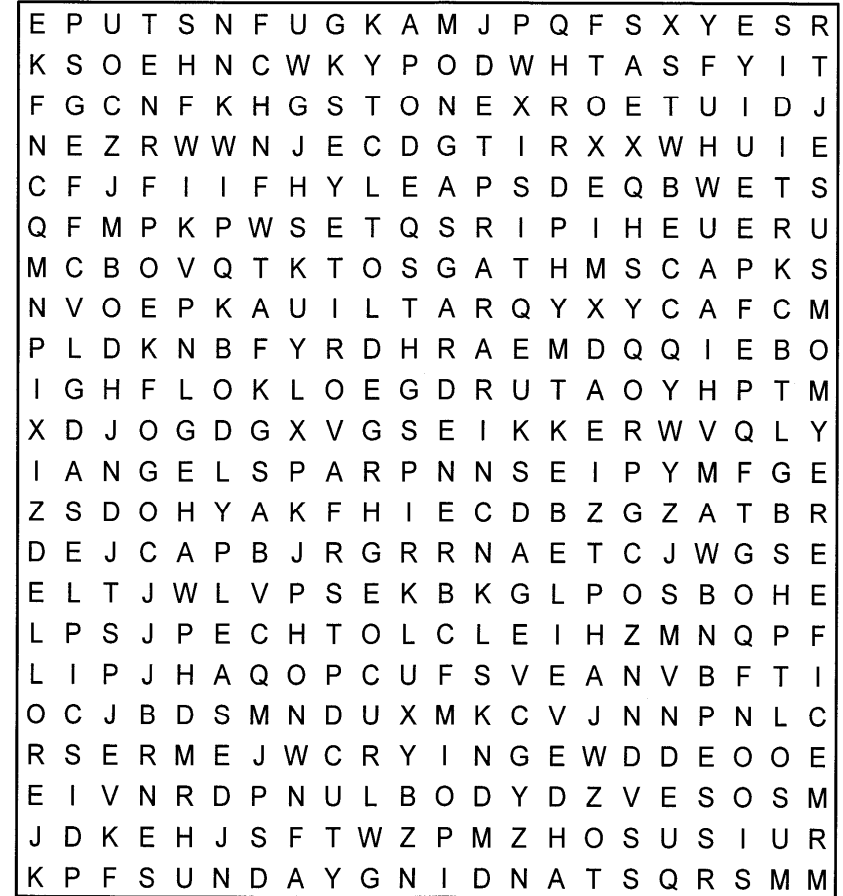 E P U T S N F U G K A M J P Q F S X Y E S R
K S O E H N C W K Y P O D W H T A S F Y I T
F G C N F K H G S T O N E X R O E T U I D J
N E Z R W W N J E C D G T I R X X W H U I E
C F J F I I F H Y L E A P S D E Q B W E T S
Q F M P K P W S E T Q S R I P I H E U E R U
M C B O V Q T K T O S G A T H M S C A P K S
N V O E P K A U I L T A R Q Y X Y C A F C M
P L D K N B F Y R D H R A E M D Q Q I E B O
I G H F L O K L O E G D R U T A O Y H P T M
X D J O G D G X V G S E I K K E R W V Q L Y
I A N G E L S P A R P N N S E I P Y M F G E
Z S D O H Y A K F H I E C D B Z G Z A T B R
D E J C A P B J R G R R N A E T C J W G S E
E L T J W L V P S E K B K G L P O S B O H E
L P S J P E C H T O L C L E I H Z M N Q P F
L I P J H A Q O P C U F S V E A N V B F T I
O C J B D S M N D U X M K C V J N N P N L C
R S E R M E J W C R Y I N G E W D D E O O E
E I V N R D P N U L B O D Y D Z V E S O S M
J D K E H J S F T W Z P M Z H O S U S I U R
K P F S U N D A Y G N I D N A T S Q R S M M